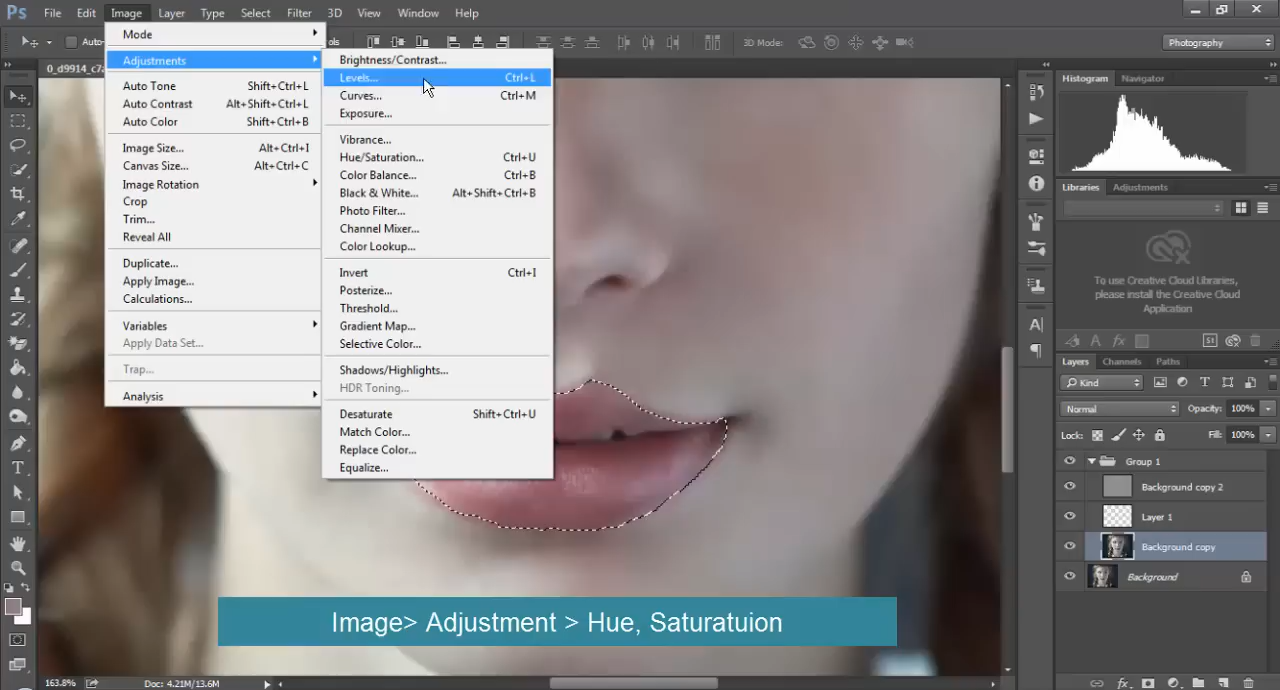 Ps File Edit Image Layer Type Select Filter 3D View Window Help
Auto- ols 3D Mode: Photography
Mode
Adjustments
Auto Tone Shift+Ctrl+L
Auto Contrast Alt+Shift+Ctrl+L
Auto Color Shift+Ctrl+B
Image Size... Alt+Ctrl+I
Canvas Size... Alt+Ctrl+C
Image Rotation
Crop
Trim...
Reveal All
Duplicate...
Apply Image...
Calculations...
Variables
Apply Data Set...
Trap...
Analysis
Brightness/Contrast...
Levels... Ctrl+L
Curves... Ctrl+M
Exposure...
Vibrance...
Hue/Saturation... Ctrl+U
Color Balance... Ctrl+B
Black & White... Alt+Shift+Ctrl+B
Photo Filter...
Channel Mixer...
Color Lookup...
Invert Ctrl+I
Posterize...
Threshold...
Gradient Map...
Selective Color...
Shadows/Highlights...
HDR Toning...
Desaturate Shift+Ctrl+U
Match Color...
Replace Color...
Equalize...
0_d9914_c7
Histogram Navigator
Libraries Adjustments
To use Creative Cloud Libraries,
please install the Creative Cloud
Application
Layers Channels Paths
Kind
Normal Opacity: 100%
Lock: Fill: 100%
Group 1
Background copy 2
Layer 1
Background copy
Background
Image> Adjustment > Hue, Saturatuion
163.8% Doc: 4.21M/13.6M